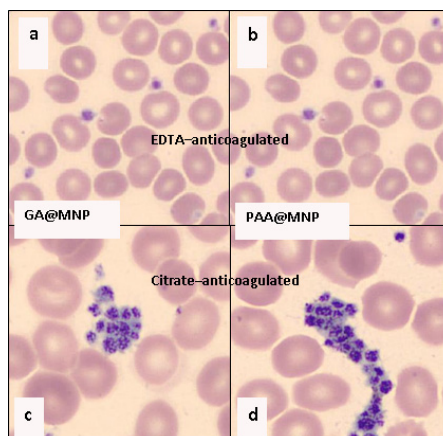 a
b
EDTA–anticoagulated
GA@MNP
PAA@MNP
Citrate–anticoagulated
c
d